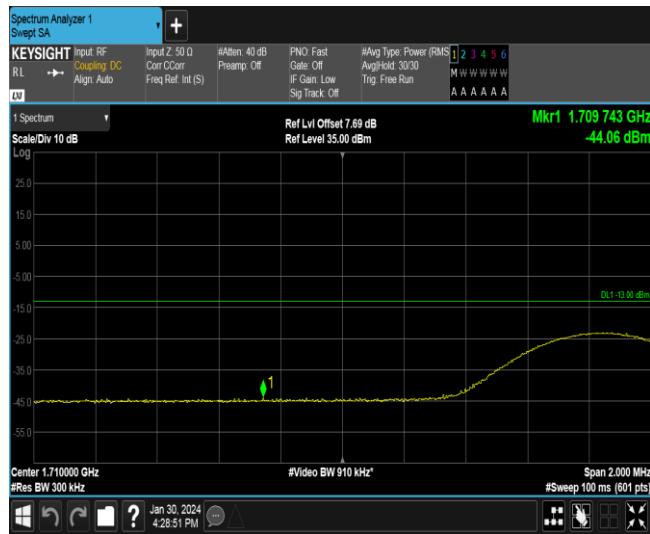 Spectrum Analyzer 1
Swept SA
KEYSIGHT
RL
LXI
Input: RF
Coupling: DC
Align: Auto
Input Z: 50 Ω
Corr CCorr
Freq Ref: Int (S)
#Atten: 40 dB
Preamp: Off
PNO: Fast
Gate: Off
IF Gain: Low
Sig Track: Off
#Avg Type: Power (RMS
Avg|Hold: 30/30
Trig: Free Run
1 2 3 4 5 6
M W W W W W
A A A A A A
1 Spectrum
Scale/Div 10 dB
Log
Ref Lvl Offset 7.69 dB
Ref Level 35.00 dBm
Mkr1 1.709 743 GHz
-44.06 dBm
25.0
15.0
5.00
-5.00
DL1 -13.00 dBm
-15.0
-25.0
-35.0
1
-45.0
-55.0
Center 1.710000 GHz
#Video BW 910 kHz*
Span 2.000 MHz
#Res BW 300 kHz
#Sweep 100 ms (601 pts)
?
Jan 30, 2024
4:28:51 PM